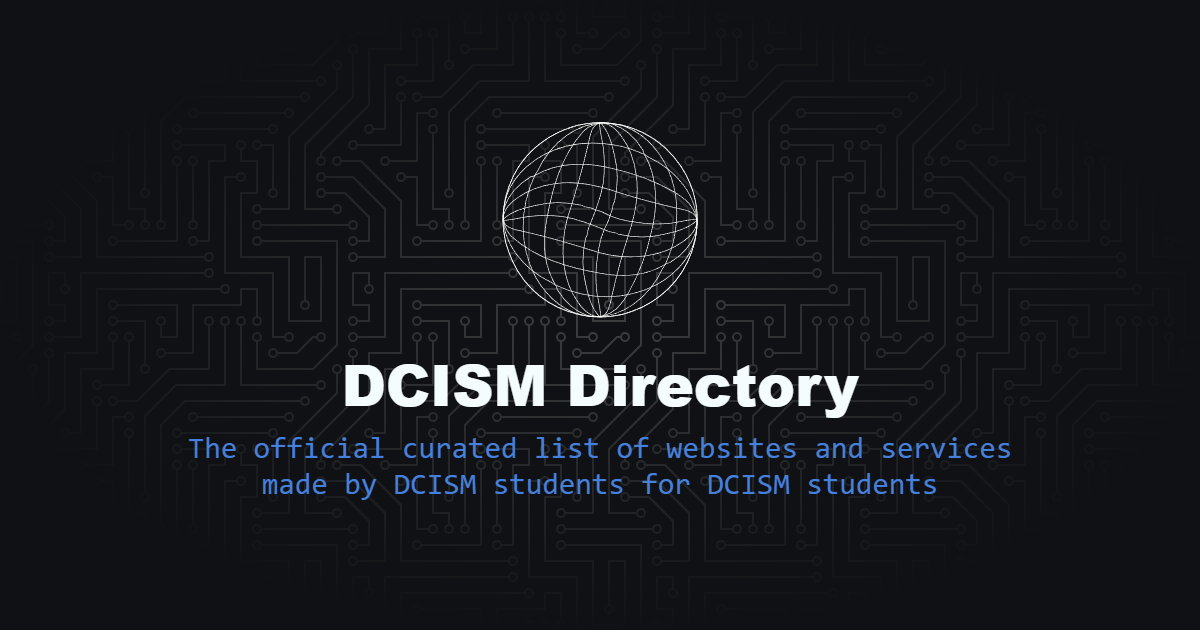 DCISM Directory
The official curated list of websites and services
made by DCISM students for DCISM students